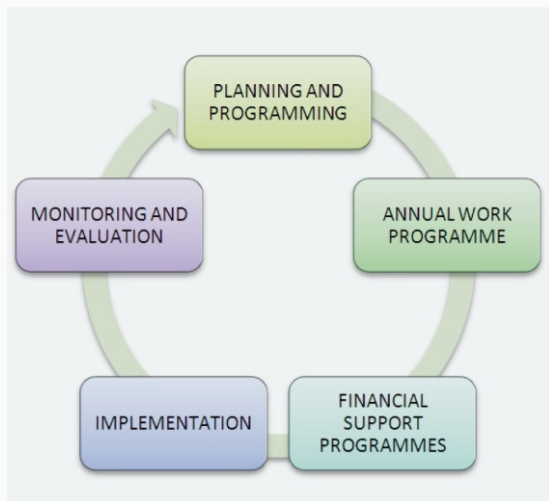 PLANNING AND
PROGRAMMING
ANNUAL WORK
PROGRAMME
FINANCIAL
SUPPORT
PROGRAMMES
IMPLEMENTATION
MONITORING AND
EVALUATION